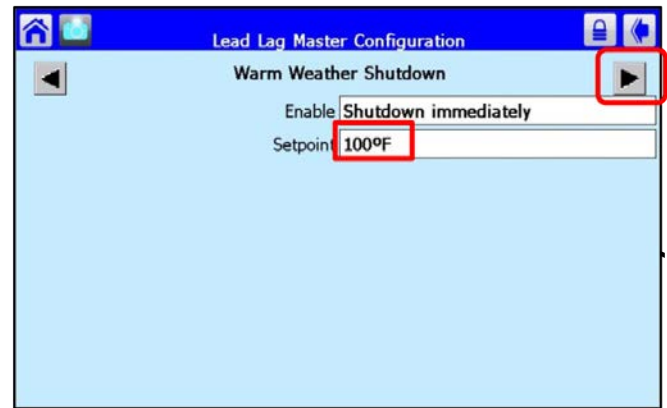 Lead Lag Master Configuration
Warm Weather Shutdown
Enable Shutdown immediately
Setpoint 100ºF